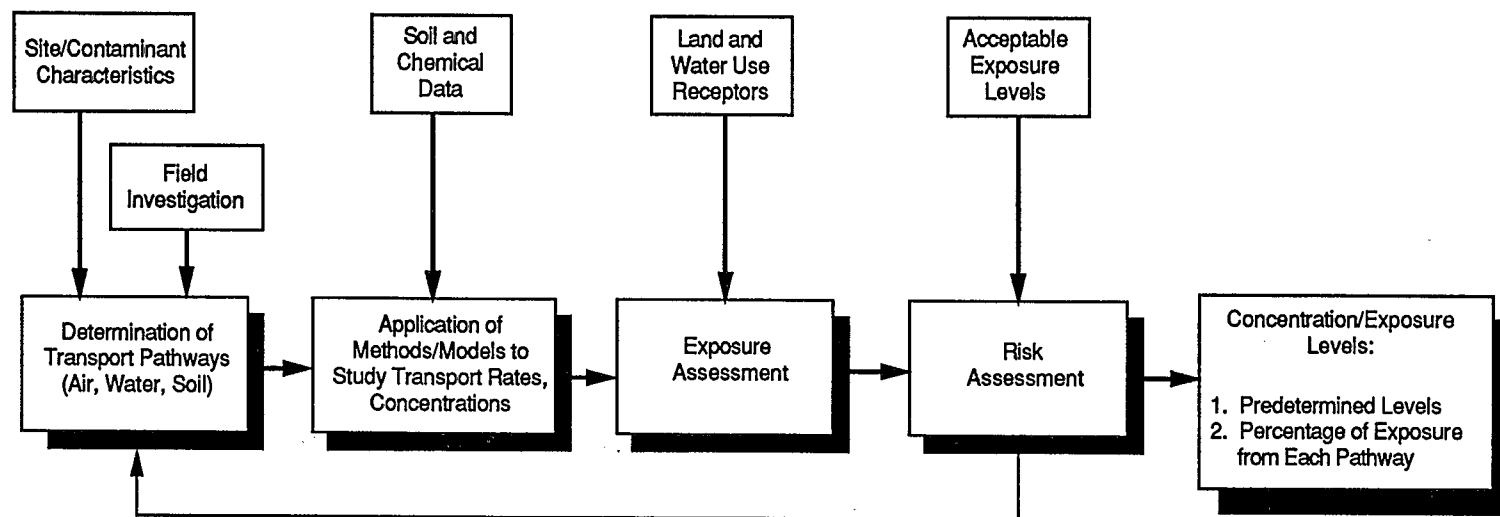 Site/Contaminant
Characteristics
Soil and
Chemical
Data
Land and
Water Use
Receptors
Acceptable
Exposure
Levels
Field
Investigation
Determination of
Transport Pathways
(Air, Water, Soil)
Application of
Methods/Models to
Study Transport Rates,
Concentrations
Exposure
Assessment
Risk
Assessment
Concentration/Exposure
Levels:
1. Predetermined Levels
2. Percentage of Exposure
from Each Pathway